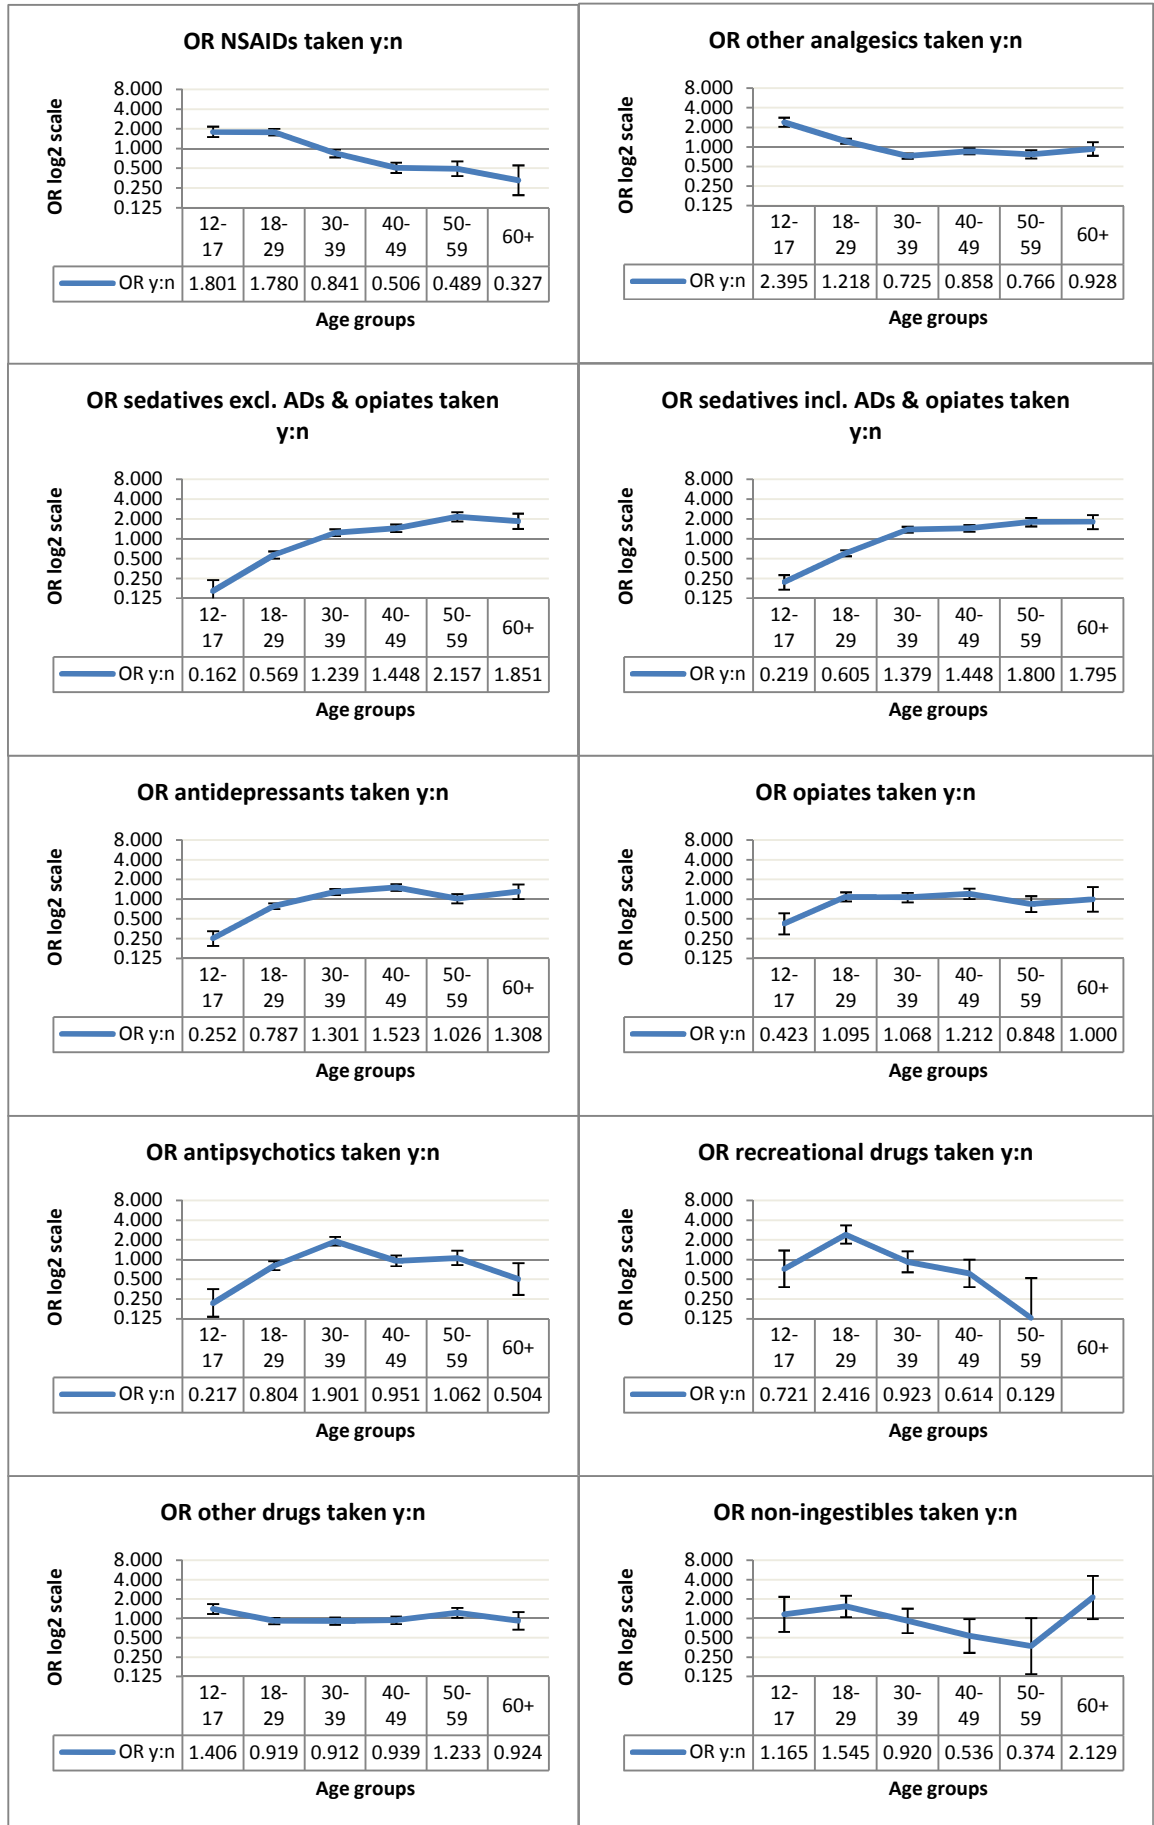 OR NSAIDs taken y:n
OR log2 scale
8.000
4.000
2.000
1.000
0.500
0.250
0.125
12-17 18-29 30-39 40-49 50-59 60+
OR y:n 1.801 1.780 0.841 0.506 0.489 0.327
Age groups
OR other analgesics taken y:n
OR log2 scale
8.000
4.000
2.000
1.000
0.500
0.250
0.125
12-17 18-29 30-39 40-49 50-59 60+
OR y:n 2.395 1.218 0.725 0.858 0.766 0.928
Age groups
OR sedatives excl. ADs & opiates taken
y:n
OR log2 scale
8.000
4.000
2.000
1.000
0.500
0.250
0.125
12-17 18-29 30-39 40-49 50-59 60+
OR y:n 0.162 0.569 1.239 1.448 2.157 1.851
Age groups
OR sedatives incl. ADs & opiates taken
y:n
OR log2 scale
8.000
4.000
2.000
1.000
0.500
0.250
0.125
12-17 18-29 30-39 40-49 50-59 60+
OR y:n 0.219 0.605 1.379 1.448 1.800 1.795
Age groups
OR antidepressants taken y:n
OR log2 scale
8.000
4.000
2.000
1.000
0.500
0.250
0.125
12-17 18-29 30-39 40-49 50-59 60+
OR y:n 0.252 0.787 1.301 1.523 1.026 1.308
Age groups
OR opiates taken y:n
OR log2 scale
8.000
4.000
2.000
1.000
0.500
0.250
0.125
12-17 18-29 30-39 40-49 50-59 60+
OR y:n 0.423 1.095 1.068 1.212 0.848 1.000
Age groups
OR antipsychotics taken y:n
OR log2 scale
8.000
4.000
2.000
1.000
0.500
0.250
0.125
12-17 18-29 30-39 40-49 50-59 60+
OR y:n 0.217 0.804 1.901 0.951 1.062 0.504
Age groups
OR recreational drugs taken y:n
OR log2 scale
8.000
4.000
2.000
1.000
0.500
0.250
0.125
12-17 18-29 30-39 40-49 50-59 60+
OR y:n 0.721 2.416 0.923 0.614 0.129
Age groups
OR other drugs taken y:n
OR log2 scale
8.000
4.000
2.000
1.000
0.500
0.250
0.125
12-17 18-29 30-39 40-49 50-59 60+
OR y:n 1.406 0.919 0.912 0.939 1.233 0.924
Age groups
OR non-ingestibles taken y:n
OR log2 scale
8.000
4.000
2.000
1.000
0.500
0.250
0.125
12-17 18-29 30-39 40-49 50-59 60+
OR y:n 1.165 1.545 0.920 0.536 0.374 2.129
Age groups